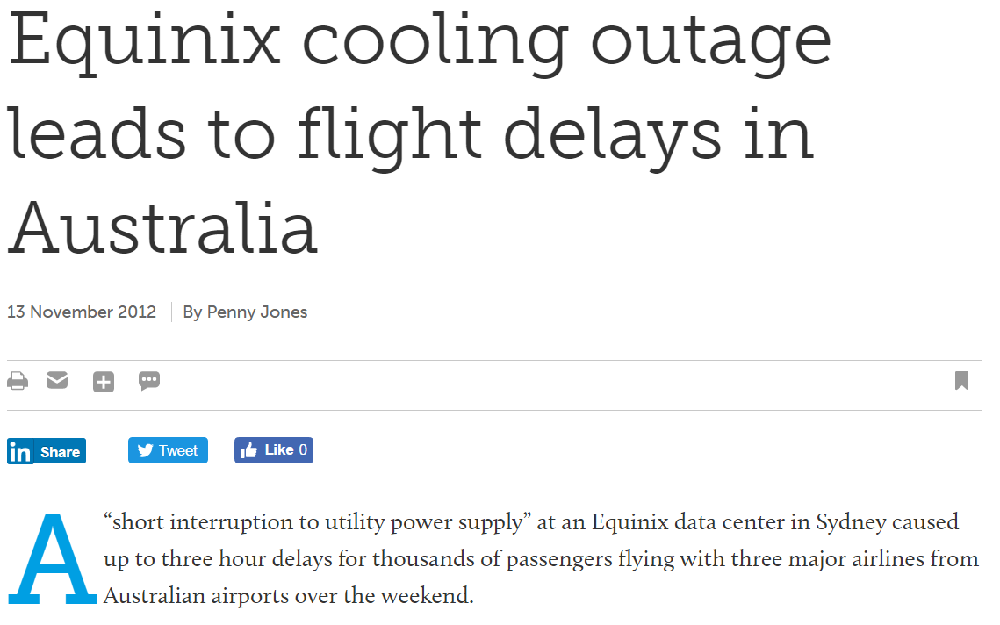 Equinix cooling outage
leads to flight delays in
Australia
13 November 2012 By Penny Jones
in Share Tweet Like 0
A “short interruption to utility power supply” at an Equinix data center in Sydney caused
up to three hour delays for thousands of passengers flying with three major airlines from
Australian airports over the weekend.